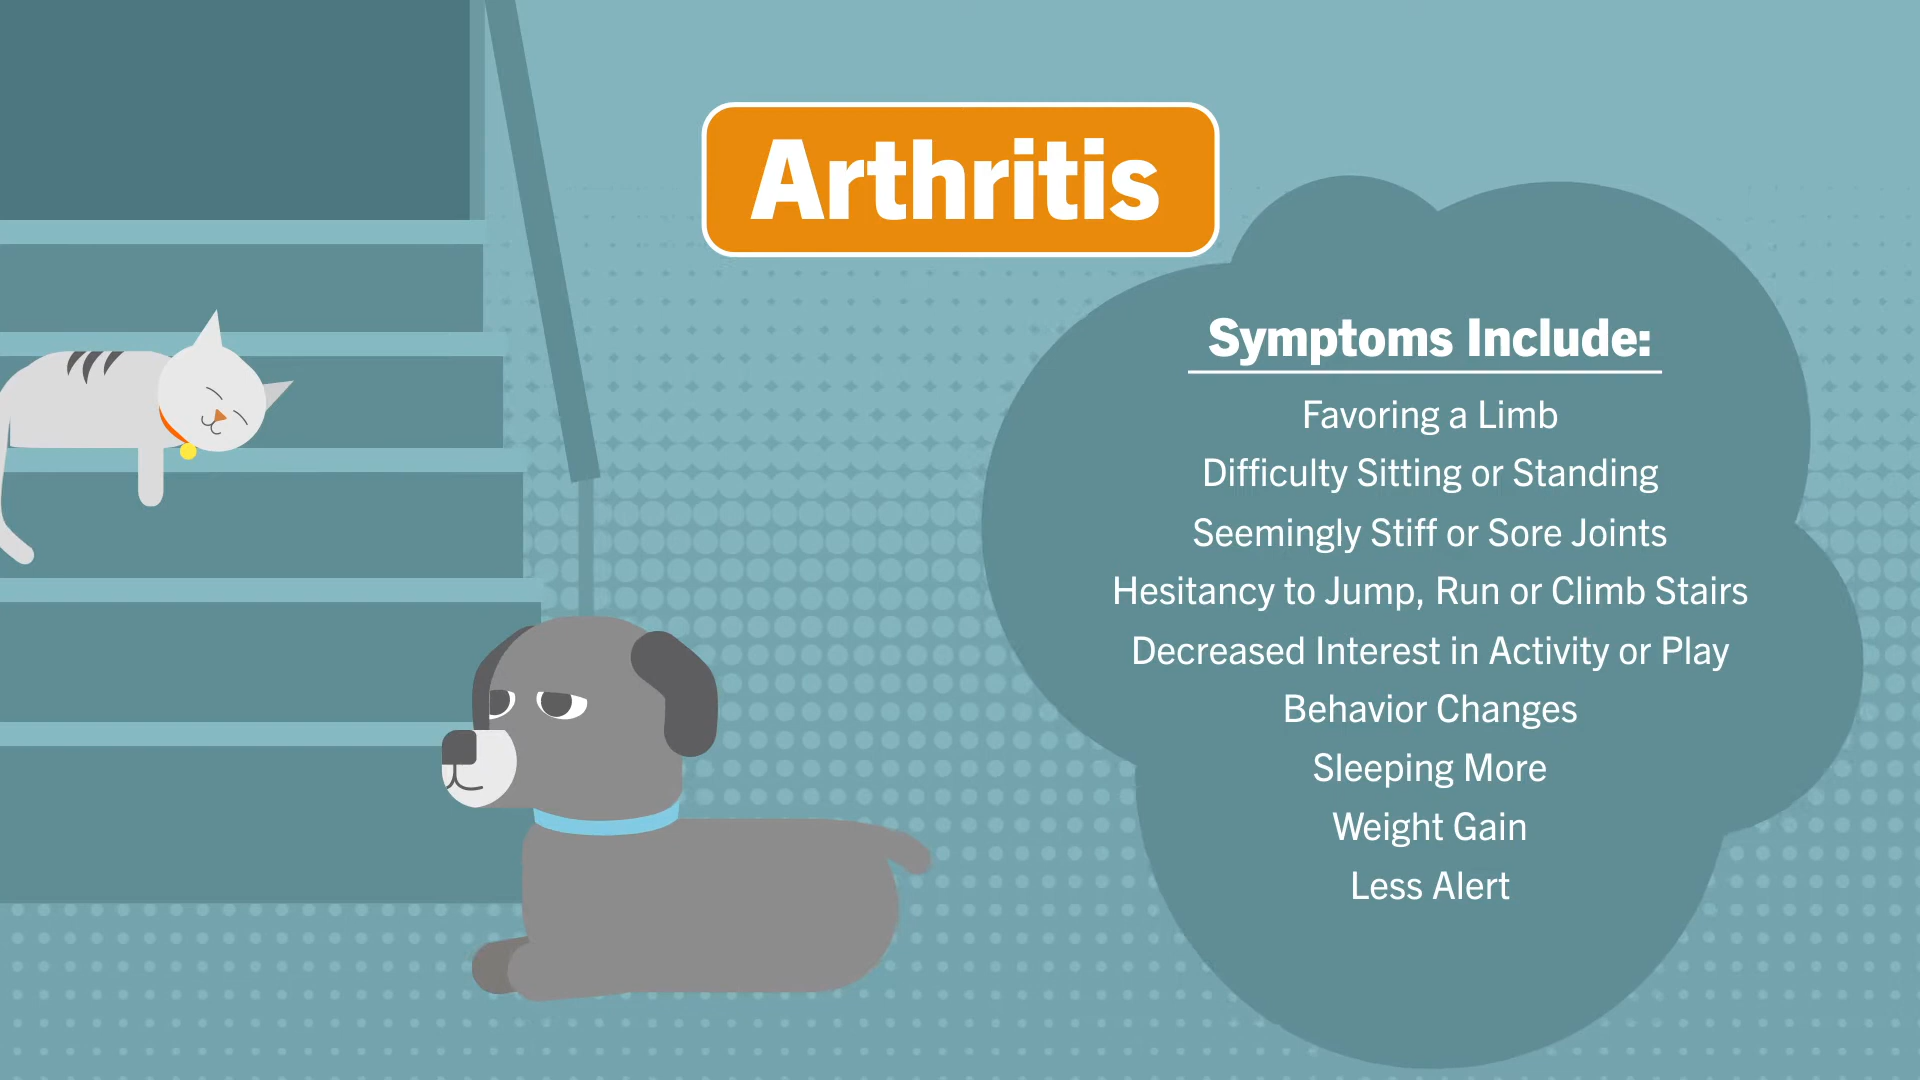 Arthritis
Symptoms Include:
Favoring a Limb
Difficulty Sitting or Standing
Seemingly Stiff or Sore Joints
Hesitancy to Jump, Run or Climb Stairs
Decreased Interest in Activity or Play
Behavior Changes
Sleeping More
Weight Gain
Less Alert